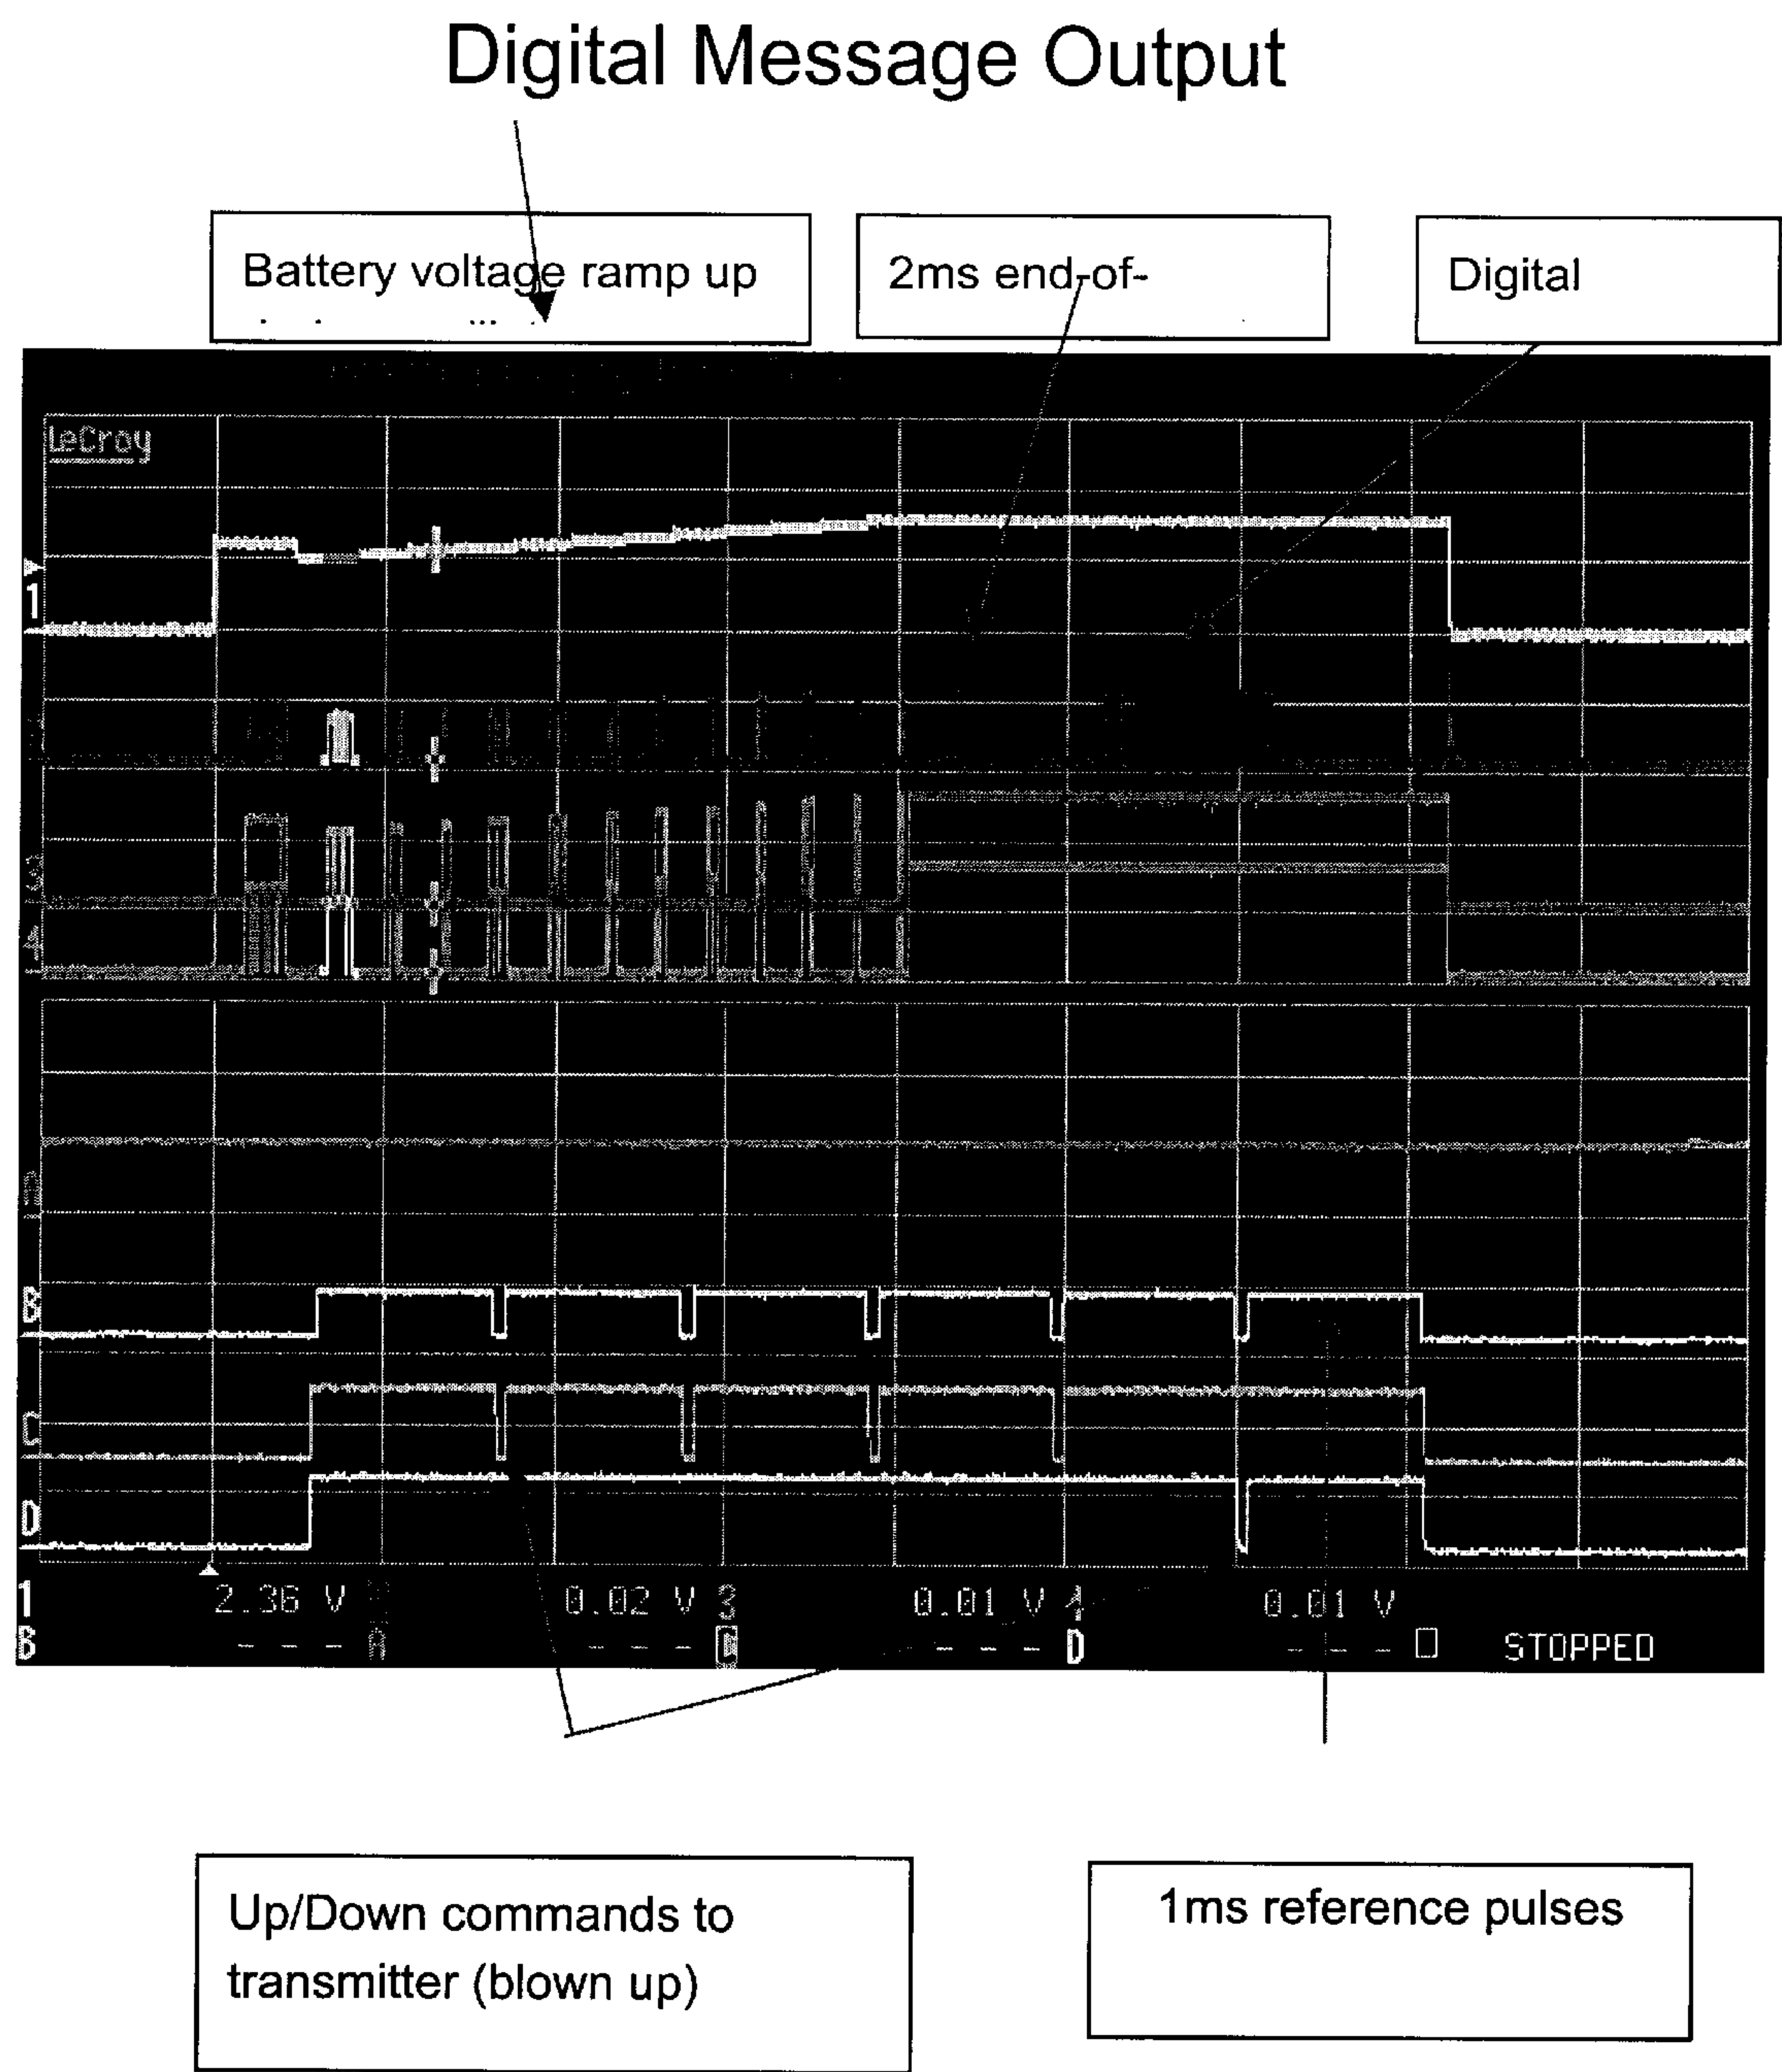 Digital Message Output
Battery voltage ramp up
2ms end-of-
Digital
LeCroy
1
3
4
A
B
C
D
1 2.36 V 0.02 V 3 0.01 V 4 0.01 V
B - - - A - - - - - - D - - - STOPPED
Up/Down commands to
transmitter (blown up)
1ms reference pulses